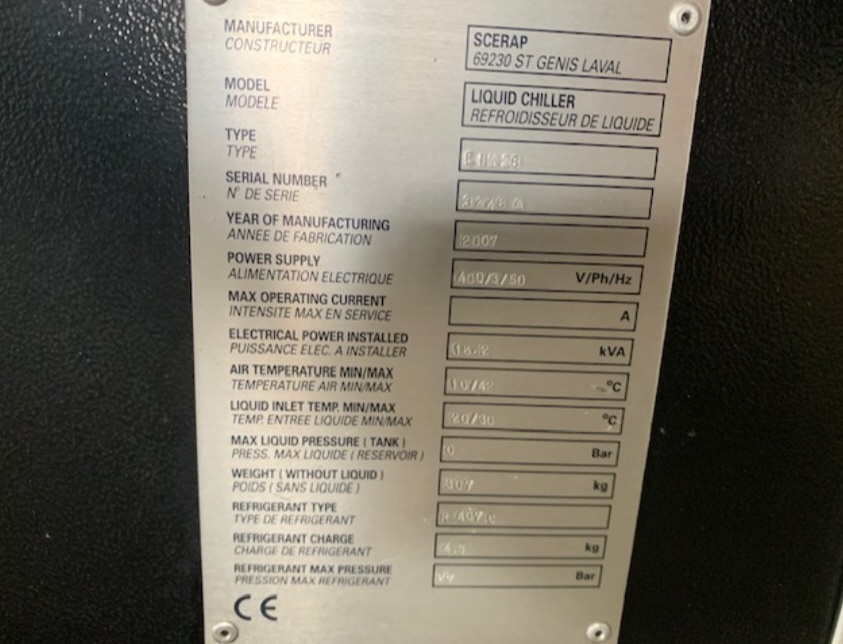 MANUFACTURER
CONSTRUCTEUR
SCERAP
69230 ST GENIS LAVAL
MODEL
MODELE
LIQUID CHILLER
REFROIDISSEUR DE LIQUIDE
TYPE
TYPE
SERIAL NUMBER
N° DE SERIE
YEAR OF MANUFACTURING
ANNEE DE FABRICATION
2007
POWER SUPPLY
ALIMENTATION ELECTRIQUE
400/3/50 V/Ph/Hz
MAX OPERATING CURRENT
INTENSITE MAX EN SERVICE
A
ELECTRICAL POWER INSTALLED
PUISSANCE ELEC. A INSTALLER
kVA
AIR TEMPERATURE MIN/MAX
TEMPERATURE AIR MIN/MAX
10/42 °C
LIQUID INLET TEMP. MIN/MAX
TEMP. ENTREE LIQUIDE MIN/MAX
20/30 °C
MAX LIQUID PRESSURE ( TANK )
PRESS. MAX LIQUIDE ( RESERVOIR )
0 Bar
WEIGHT ( WITHOUT LIQUID )
POIDS ( SANS LIQUIDE )
kg
REFRIGERANT TYPE
TYPE DE REFRIGERANT
R 407 c
REFRIGERANT CHARGE
CHARGE DE REFRIGERANT
kg
REFRIGERANT MAX PRESSURE
PRESSION MAX REFRIGERANT
Bar
CE